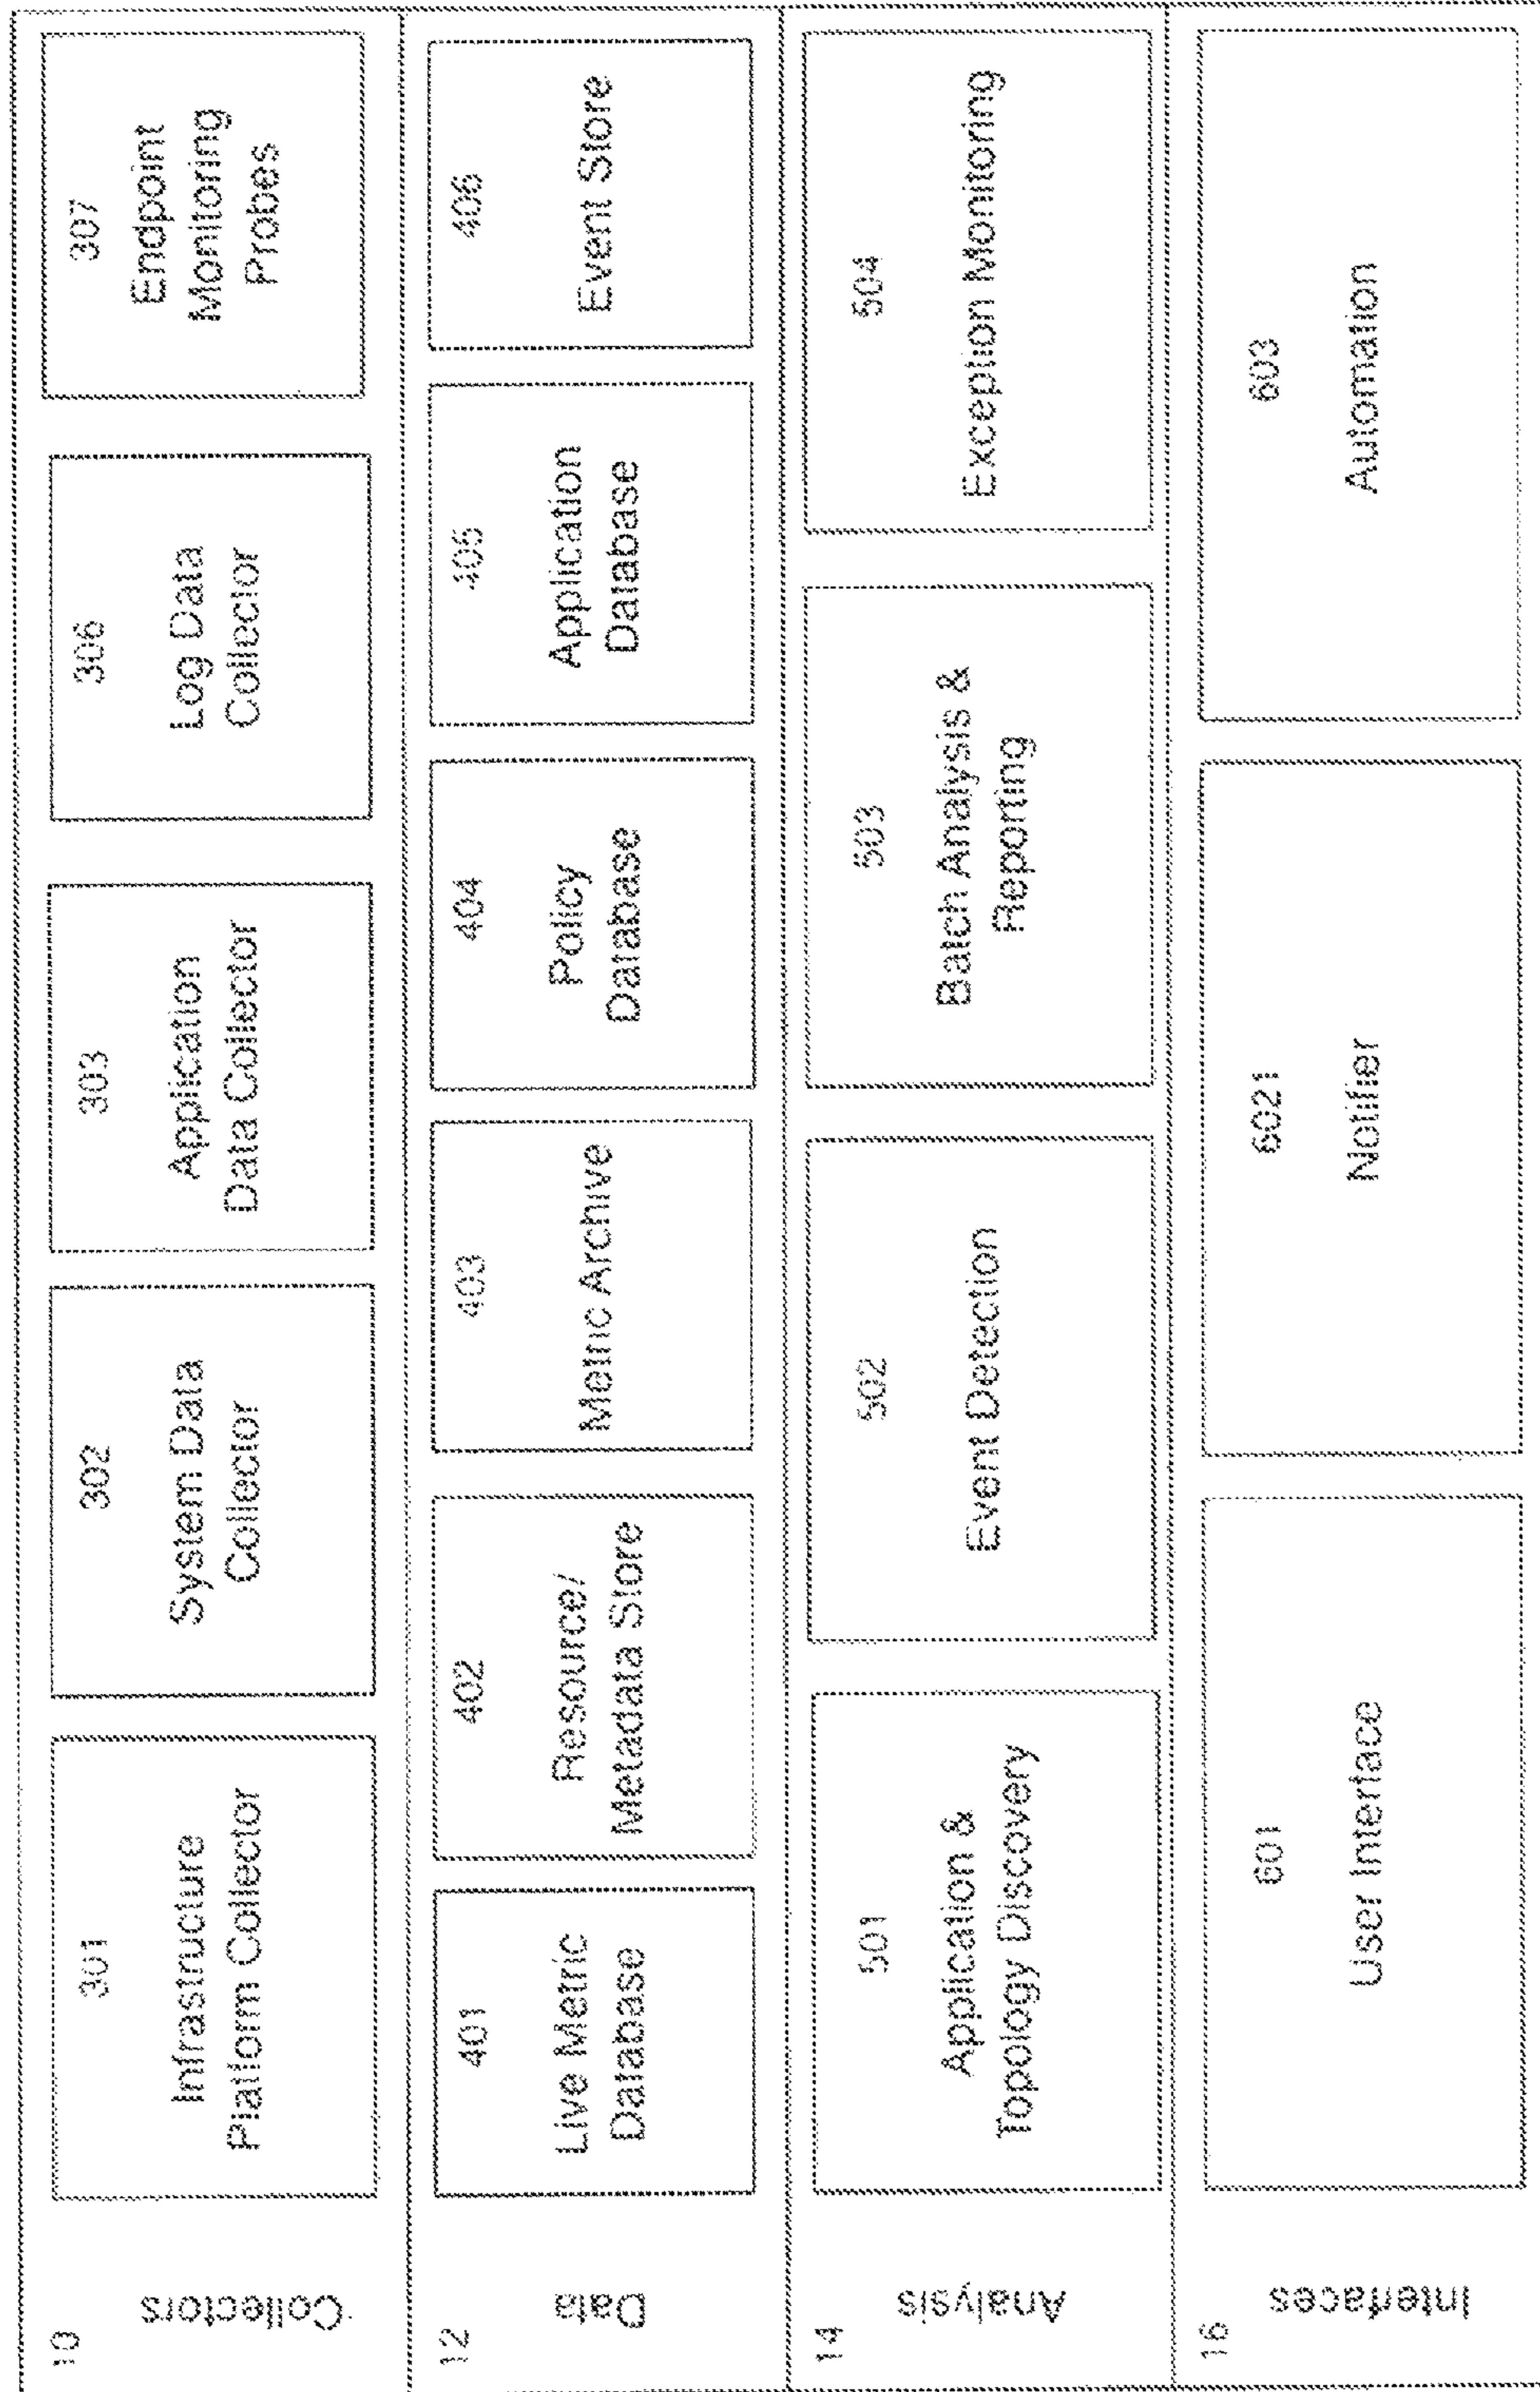 10
Collectors
301
Infrastructure
Platform Collector
302
System Data
Collector
303
Application
Data Collector
306
Log Data
Collector
307
Endpoint
Monitoring
Probes
12
Data
401
Live Metric
Database
402
Resource/
Metadata Store
403
Metric Archive
404
Policy
Database
405
Application
Database
406
Event Store
14
Analysis
501
Application &
Topology Discovery
502
Event Detection
503
Batch Analysis &
Reporting
504
Exception Monitoring
16
Interfaces
601
User Interface
6021
Notifier
603
Automation